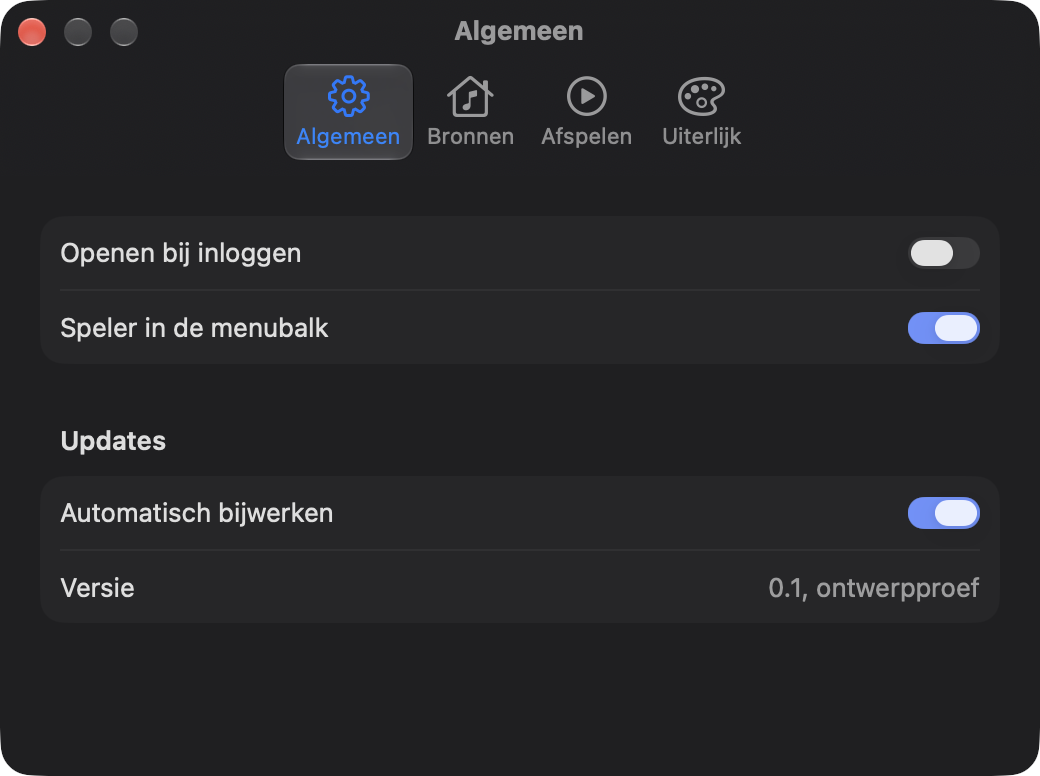 Algemeen
Algemeen Bronnen Afspelen Uiterlijk
Openen bij inloggen
Speler in de menubalk
Updates
Automatisch bijwerken
Versie 0.1, ontwerpproef